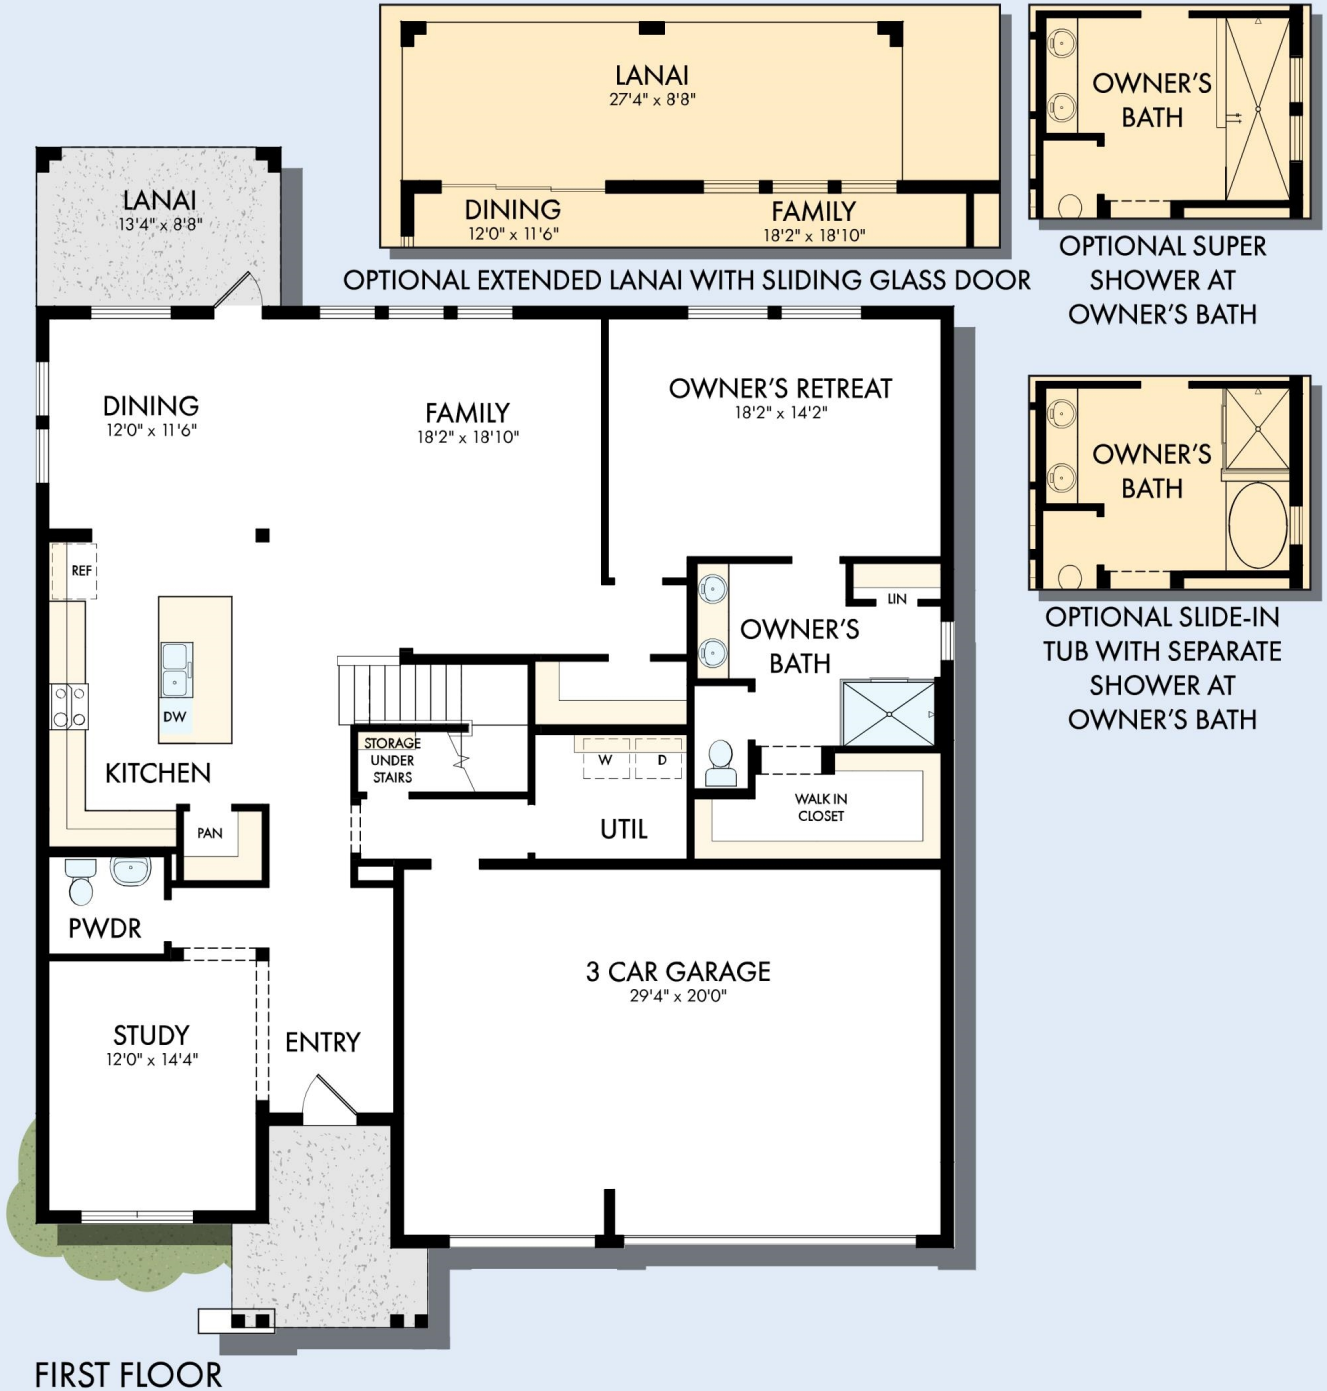 LANAI
27'4" x 8'8"
DINING
12'0" x 11'6"
FAMILY
18'2" x 18'10"
OPTIONAL EXTENDED LANAI WITH SLIDING GLASS DOOR
OWNER'S
BATH
OPTIONAL SUPER
SHOWER AT
OWNER'S BATH
LANAI
13'4" x 8'8"
DINING
12'0" x 11'6"
FAMILY
18'2" x 18'10"
OWNER'S RETREAT
18'2" x 14'2"
OWNER'S
BATH
OPTIONAL SLIDE-IN
TUB WITH SEPARATE
SHOWER AT
OWNER'S BATH
REF
DW
KITCHEN
PAN
LIN
OWNER'S
BATH
STORAGE
UNDER
STAIRS
W
D
UTIL
WALK IN
CLOSET
PWDR
STUDY
12'0" x 14'4"
ENTRY
3 CAR GARAGE
29'4" x 20'0"
FIRST FLOOR